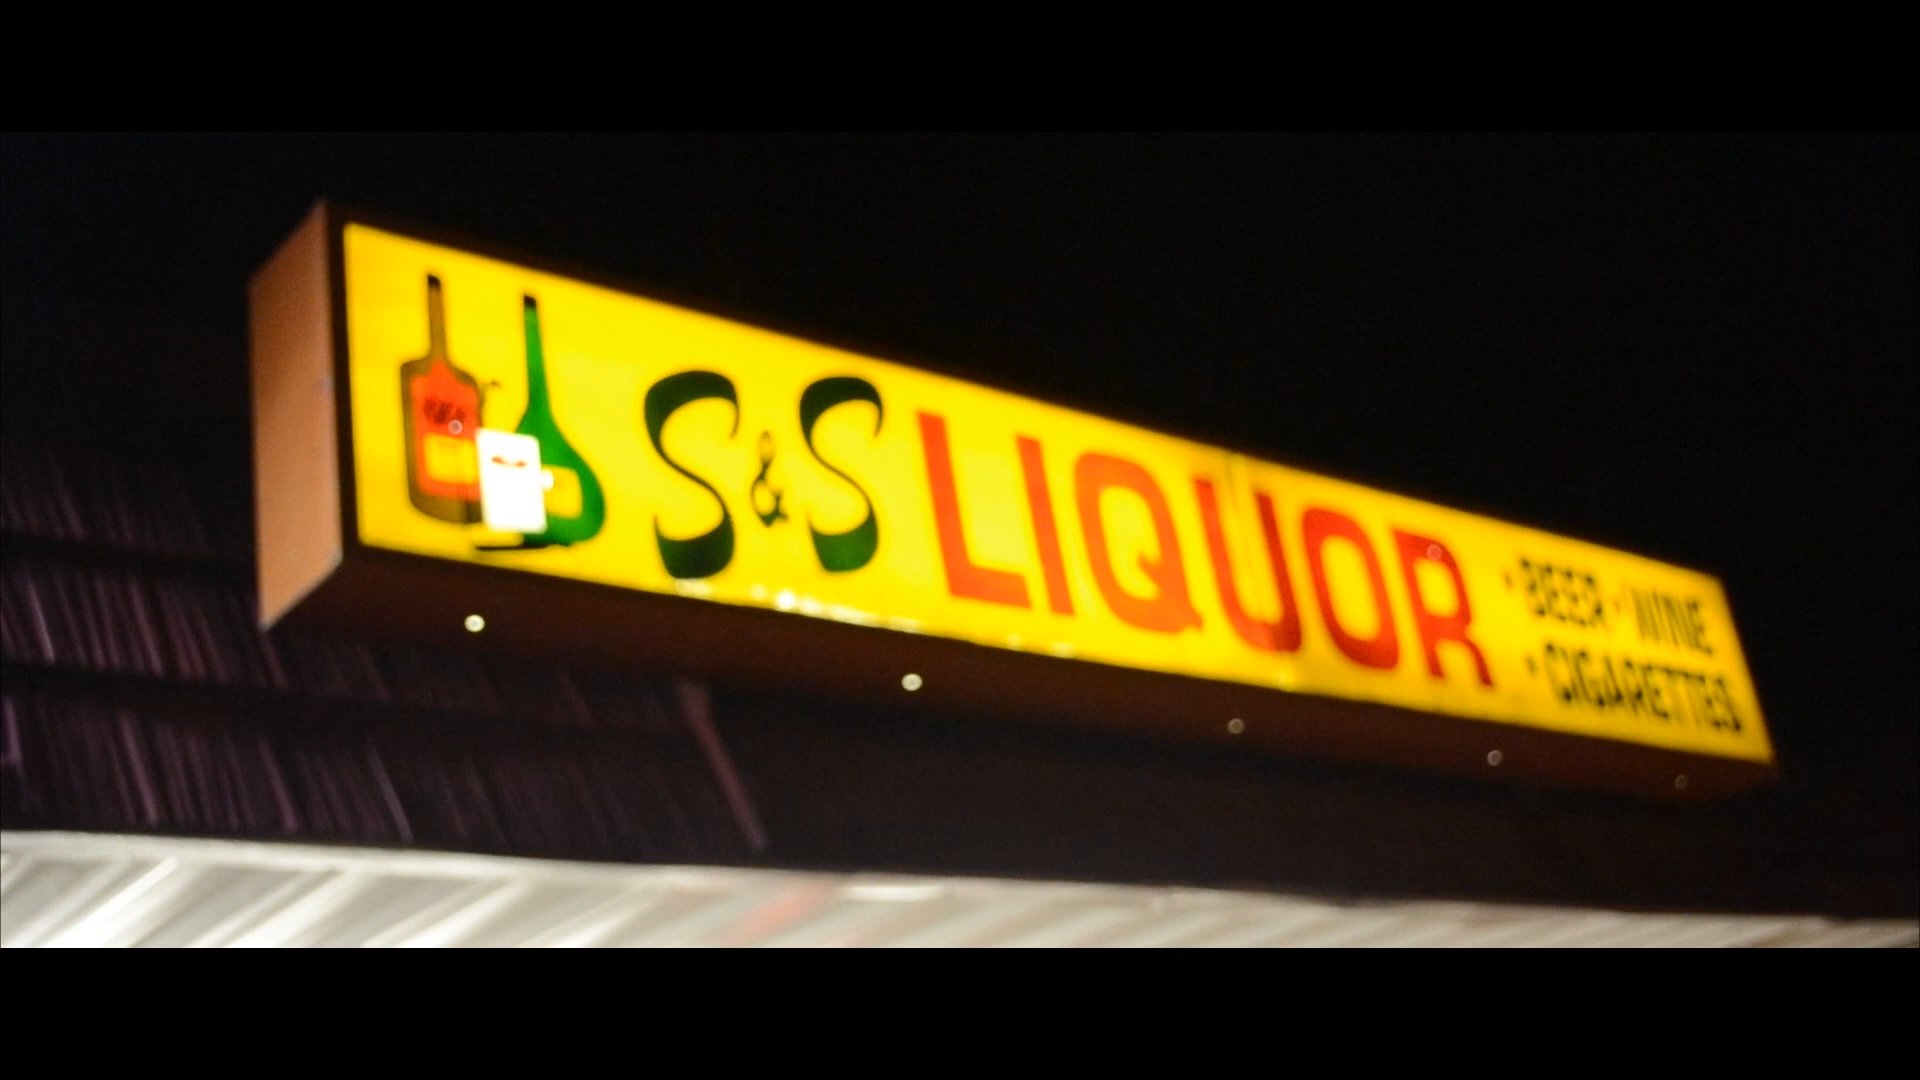 S&S LIQUOR
• BEER • WINE
• CIGARETTES